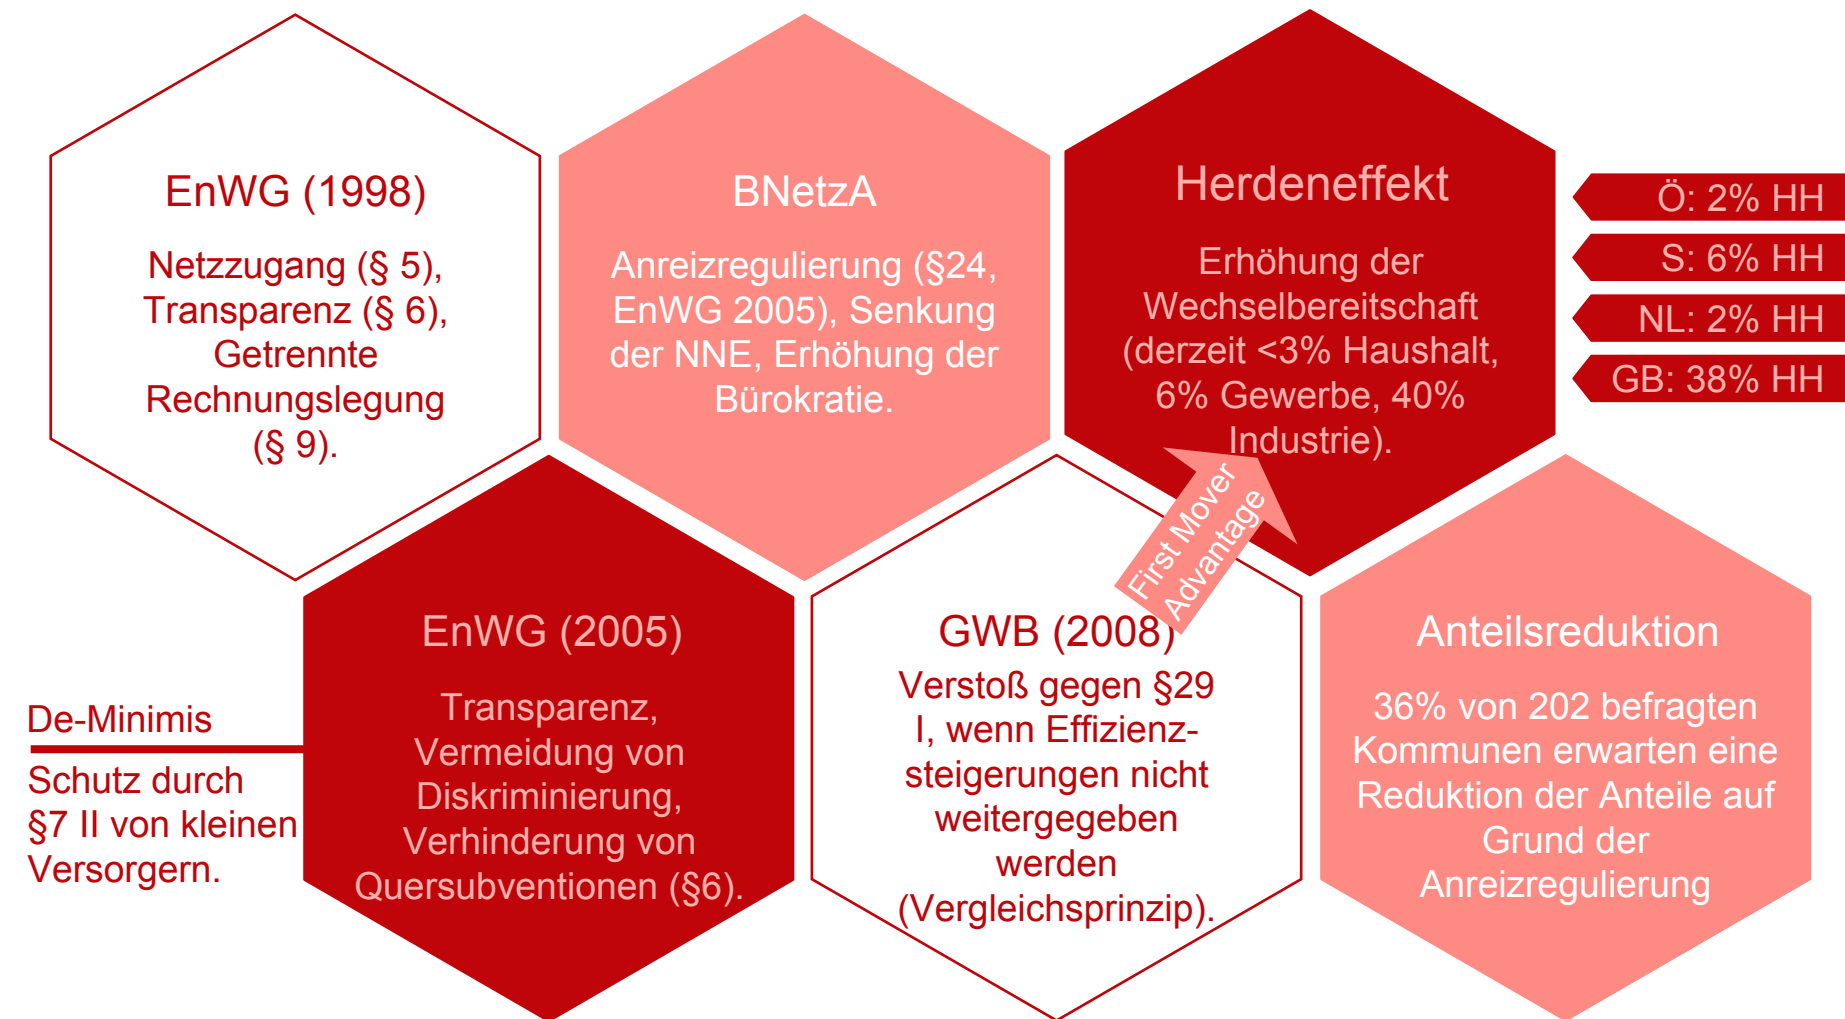 EnWG (1998)
Netzzugang (§ 5),
Transparenz (§ 6),
Getrennte
Rechnungslegung
(§ 9).
BNetzA
Anreizregulierung (§24,
EnWG 2005), Senkung
der NNE, Erhöhung der
Bürokratie.
Herdeneffekt
Erhöhung der
Wechselbereitschaft
(derzeit <3% Haushalt,
6% Gewerbe, 40%
Industrie).
Ö: 2% HH
S: 6% HH
NL: 2% HH
GB: 38% HH
First Mover
Advantage
De-Minimis
Schutz durch
§7 II von kleinen
Versorgern.
EnWG (2005)
Transparenz,
Vermeidung von
Diskriminierung,
Verhinderung von
Quersubventionen (§6).
GWB (2008)
Verstoß gegen §29
I, wenn Effizienz-
steigerungen nicht
weitergegeben
werden
(Vergleichsprinzip).
Anteilsreduktion
36% von 202 befragten
Kommunen erwarten eine
Reduktion der Anteile auf
Grund der
Anreizregulierung